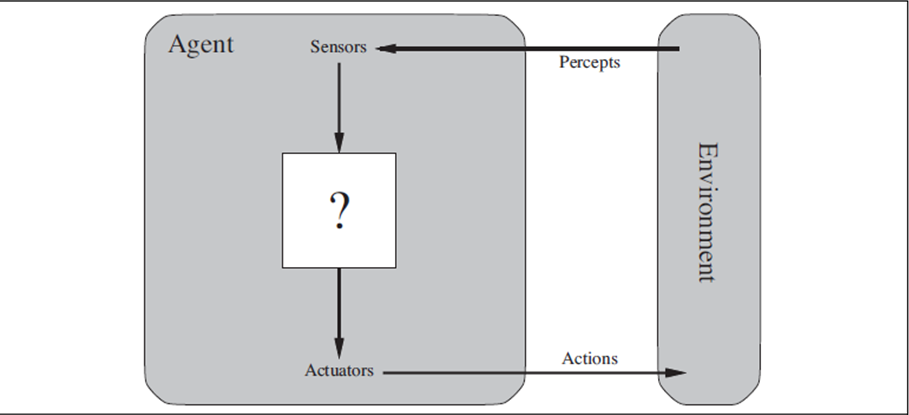 Agent
Sensors
Percepts
?
Environment
Actions
Actuators